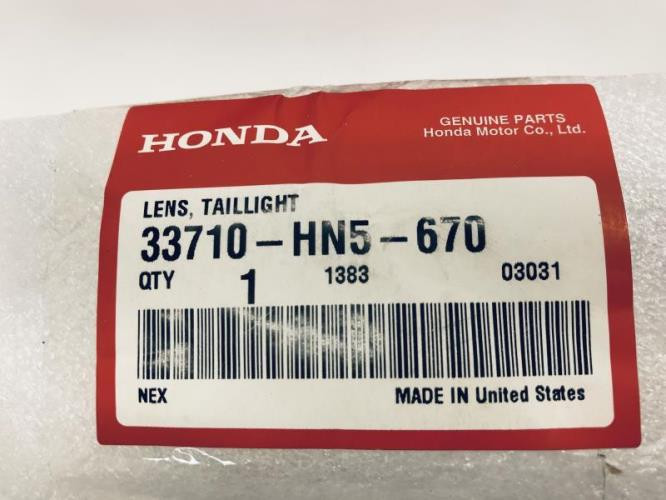 HONDA
GENUINE PARTS
Honda Motor Co., Ltd.
LENS, TAILLIGHT
33710-HN5-670
QTY 1 1383 03031
NEX MADE IN United States